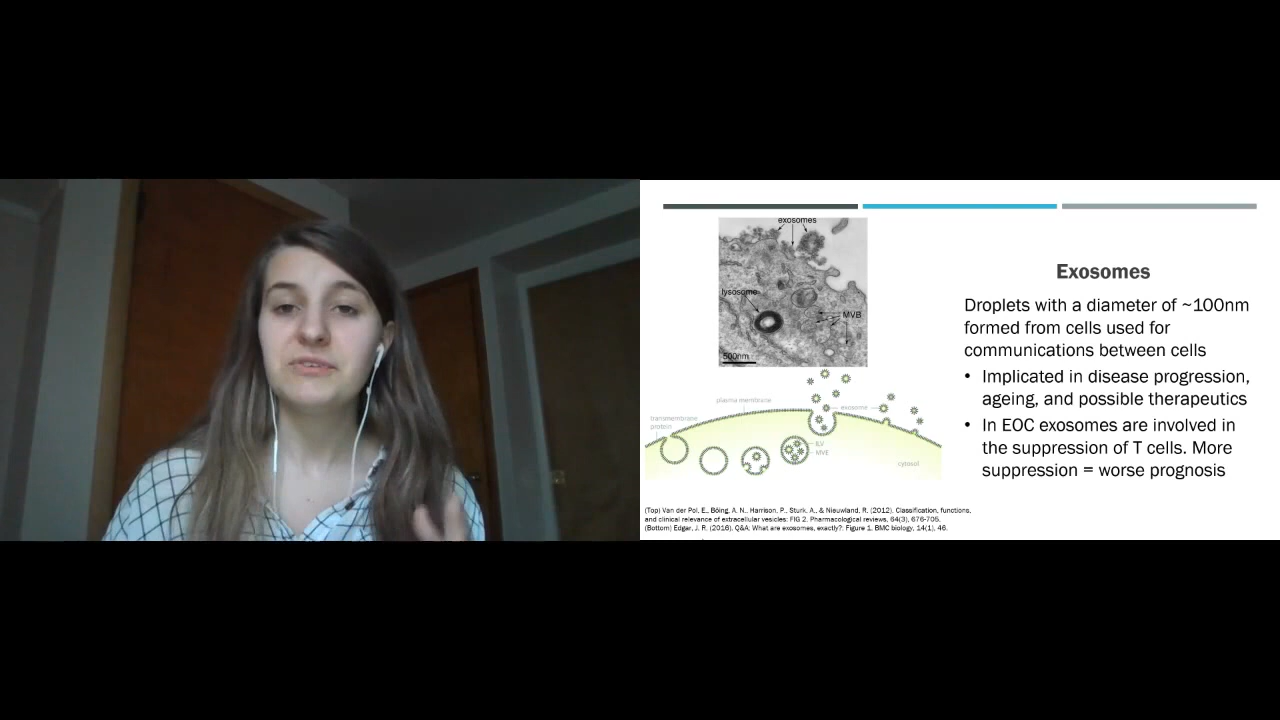 exosomes
lysosome
MVB
500nm
plasma membrane
exosome
transmembrane
protein
ILV
MVE
cytosol
Exosomes
Droplets with a diameter of ~100nm
formed from cells used for
communications between cells
• Implicated in disease progression,
ageing, and possible therapeutics
• In EOC exosomes are involved in
the suppression of T cells. More
suppression = worse prognosis
(Top) Van der Pol, E., Böing, A. N., Harrison, P., Sturk, A., & Nieuwland, R. (2012). Classification, functions,
and clinical relevance of extracellular vesicles: FIG 2. Pharmacological reviews, 64(3), 676-705.
(Bottom) Edgar, J. R. (2016). Q&A: What are exosomes, exactly?: Figure 1. BMC biology, 14(1), 46.